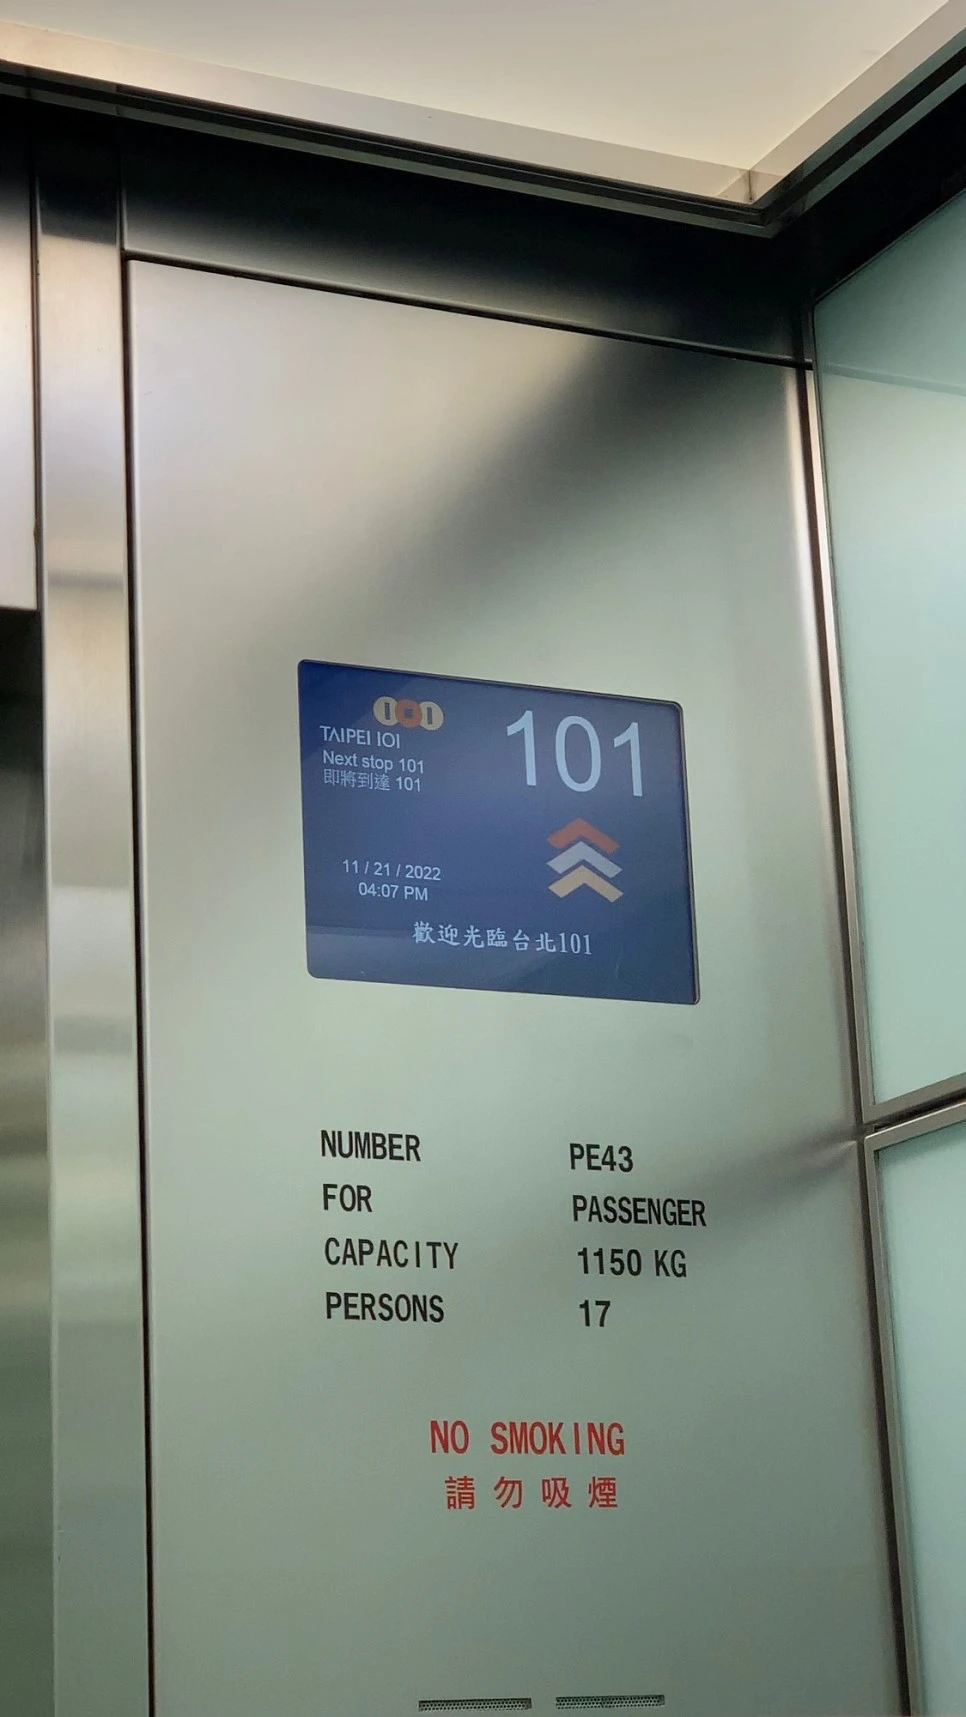 101
TAIPEI 101
Next stop 101
即將到達 101
101
11 / 21 / 2022
04:07 PM
歡迎光臨台北101
NUMBER PE43
FOR PASSENGER
CAPACITY 1150 KG
PERSONS 17
NO SMOKING
請勿吸煙